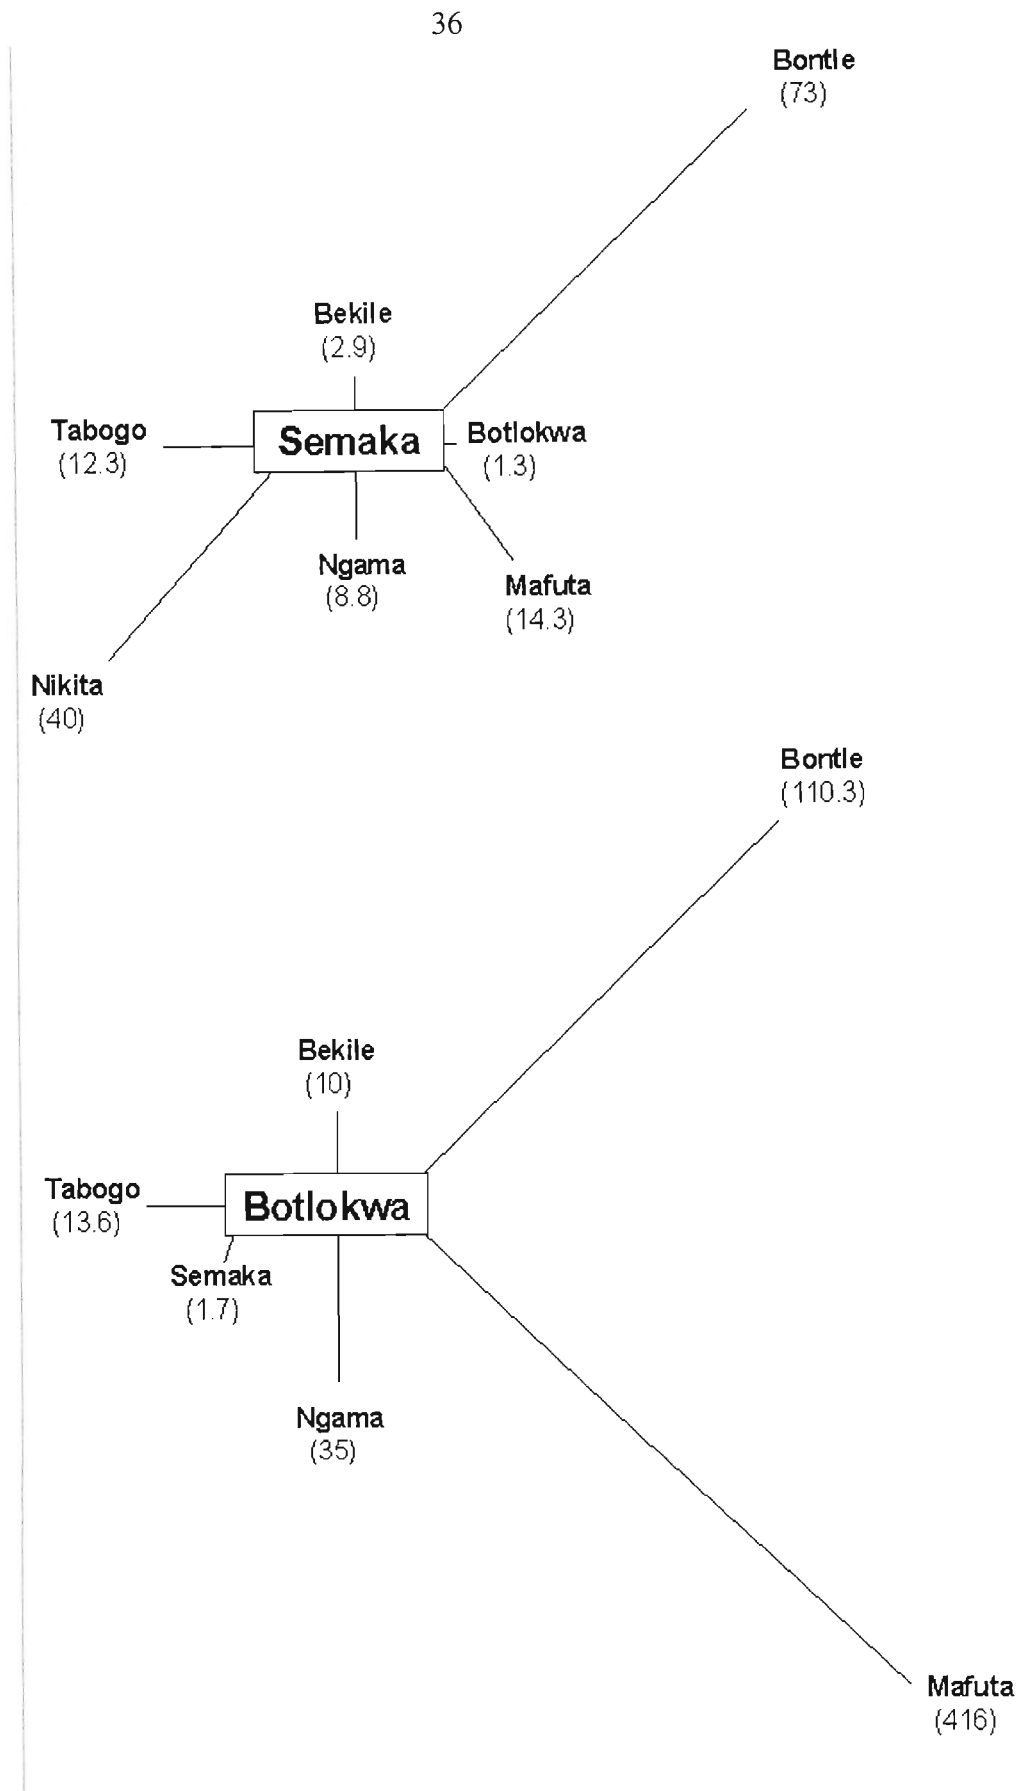 36
Bontle
(73)
Bekile
(2.9)
Tabogo
(12.3)
Semaka
Botlokwa
(1.3)
Ngama
(8.8)
Mafuta
(14.3)
Nikita
(40)
Bontle
(110.3)
Bekile
(10)
Tabogo
(13.6)
Botlokwa
Semaka
(1.7)
Ngama
(35)
Mafuta
(416)